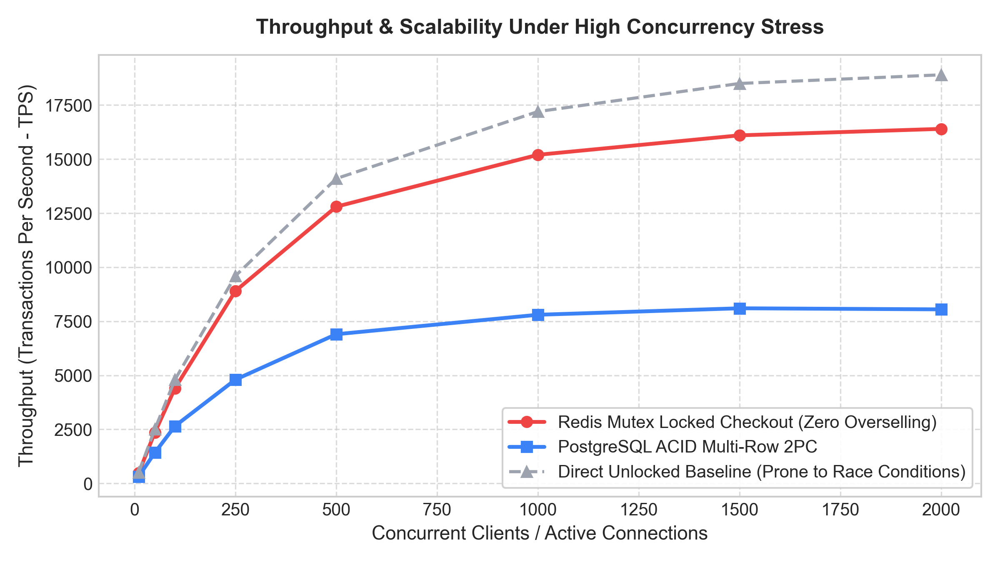 Throughput & Scalability Under High Concurrency Stress
Throughput (Transactions Per Second - TPS)
17500
15000
12500
10000
7500
5000
2500
0
Redis Mutex Locked Checkout (Zero Overselling)
PostgreSQL ACID Multi-Row 2PC
Direct Unlocked Baseline (Prone to Race Conditions)
0 250 500 750 1000 1250 1500 1750 2000
Concurrent Clients / Active Connections